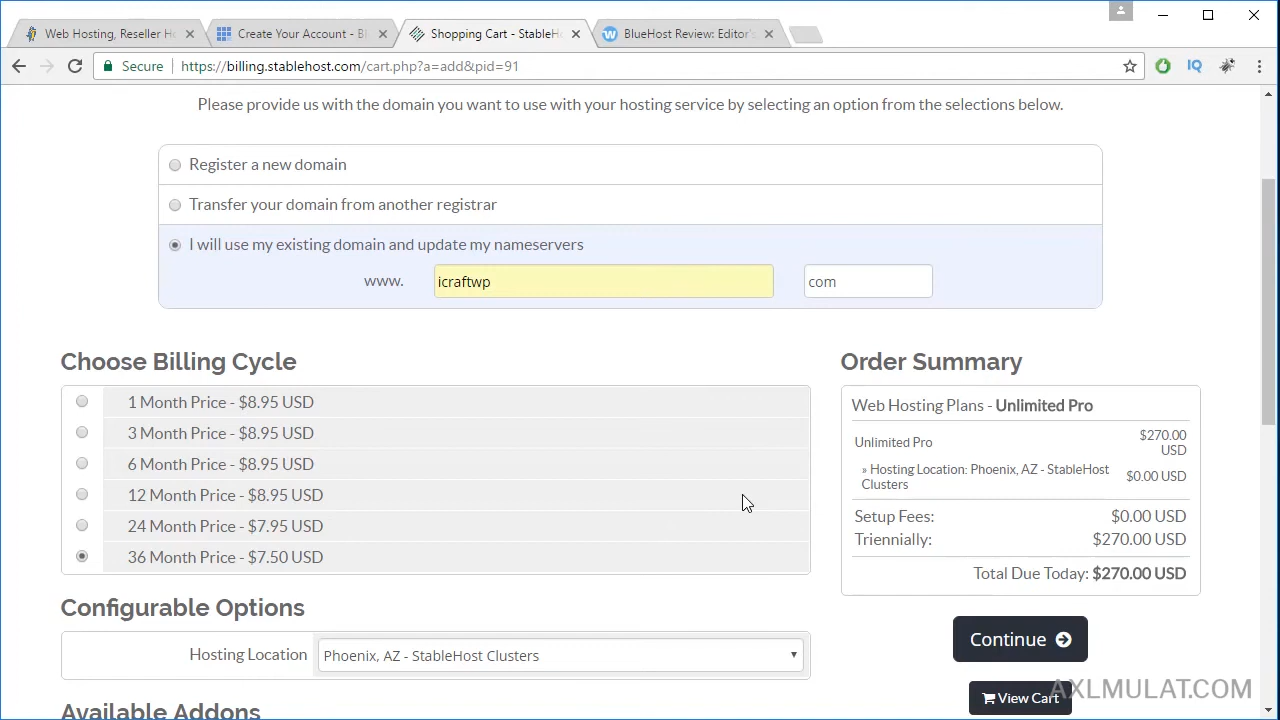 Web Hosting, Reseller Ho
Create Your Account - Bl
Shopping Cart - StableHo
BlueHost Review: Editor's
Secure
https://billing.stablehost.com/cart.php?a=add&pid=91
IQ
Please provide us with the domain you want to use with your hosting service by selecting an option from the selections below.
Register a new domain
Transfer your domain from another registrar
I will use my existing domain and update my nameservers
www.
icraftwp
com
Choose Billing Cycle
1 Month Price - $8.95 USD
3 Month Price - $8.95 USD
6 Month Price - $8.95 USD
12 Month Price - $8.95 USD
24 Month Price - $7.95 USD
36 Month Price - $7.50 USD
Configurable Options
Hosting Location
Phoenix, AZ - StableHost Clusters
Available Addons
Order Summary
Web Hosting Plans - Unlimited Pro
Unlimited Pro
$270.00
USD
» Hosting Location: Phoenix, AZ - StableHost
Clusters
$0.00 USD
Setup Fees: $0.00 USD
Triennially: $270.00 USD
Total Due Today: $270.00 USD
Continue
View Cart
AXLMULAT.COM